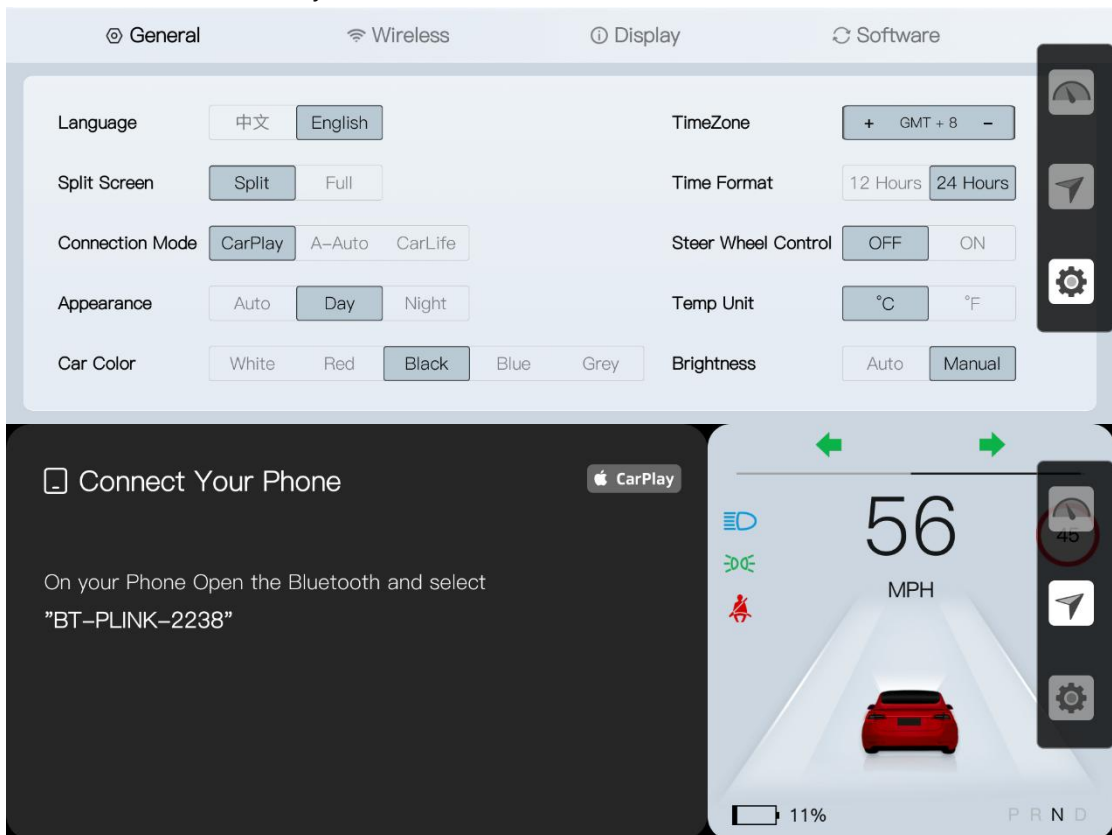 General Wireless Display Software
Language 中文 English TimeZone + GMT + 8 -
Split Screen Split Full Time Format 12 Hours 24 Hours
Connection Mode CarPlay A-Auto CarLife Steer Wheel Control OFF ON
Appearance Auto Day Night Temp Unit °C °F
Car Color White Red Black Blue Grey Brightness Auto Manual
Connect Your Phone CarPlay
On your Phone Open the Bluetooth and select
"BT-PLINK-2238"
56
45
MPH
11% P R N D